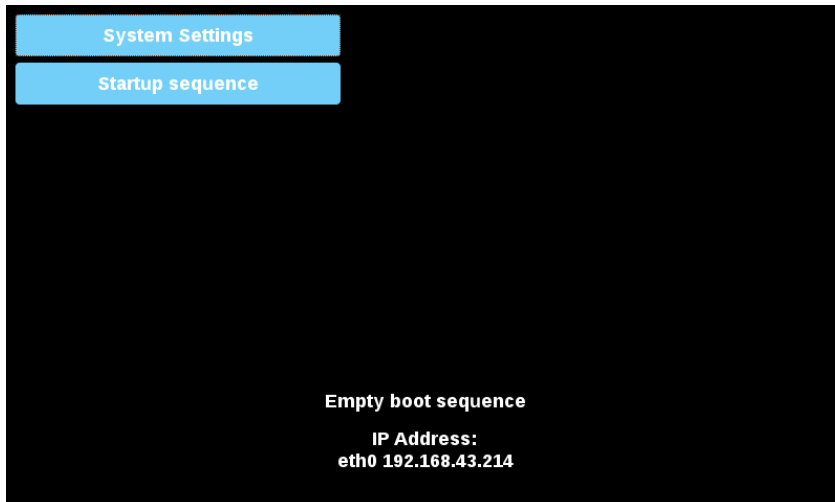 System Settings
Startup sequence
Empty boot sequence
IP Address:
eth0 192.168.43.214